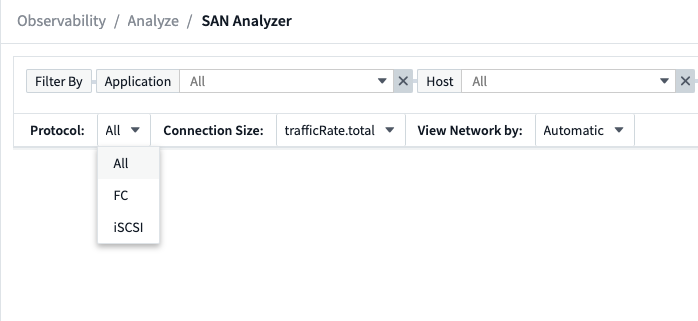 Observability / Analyze / SAN Analyzer
Filter By Application All × Host All ×
Protocol: All Connection Size: trafficRate.total View Network by: Automatic
All
FC
iSCSI